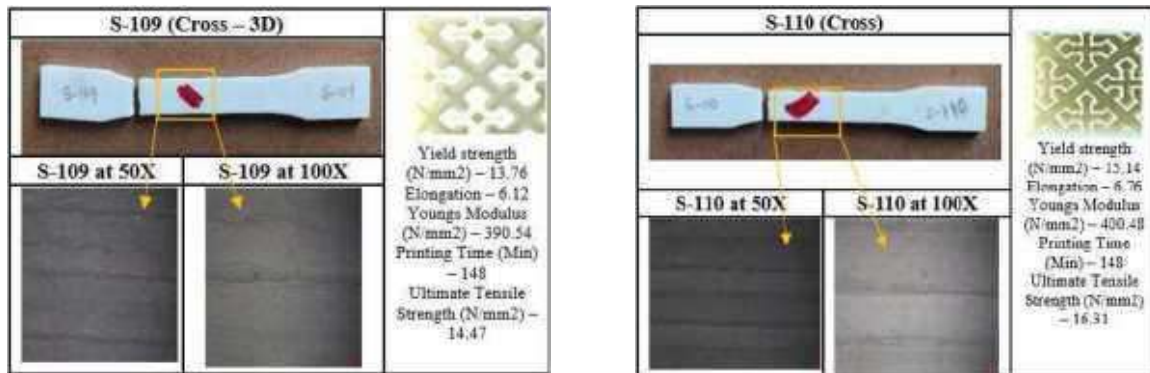 S-109 (Cross – 3D)
S-109
S-109 at 50X
S-109 at 100X
Yield strength
(N/mm2) – 13.76
Elongation – 6.12
Youngs Modulus
(N/mm2) – 390.54
Printing Time (Min)
– 148
Ultimate Tensile
Strength (N/mm2) –
14.47
S-110 (Cross)
S-110
S-110 at 50X
S-110 at 100X
Yield strength
(N/mm2) – 15.14
Elongation – 6.76
Youngs Modulus
(N/mm2) – 400.48
Printing Time
(Min) – 148
Ultimate Tensile
Strength (N/mm2)
– 16.31